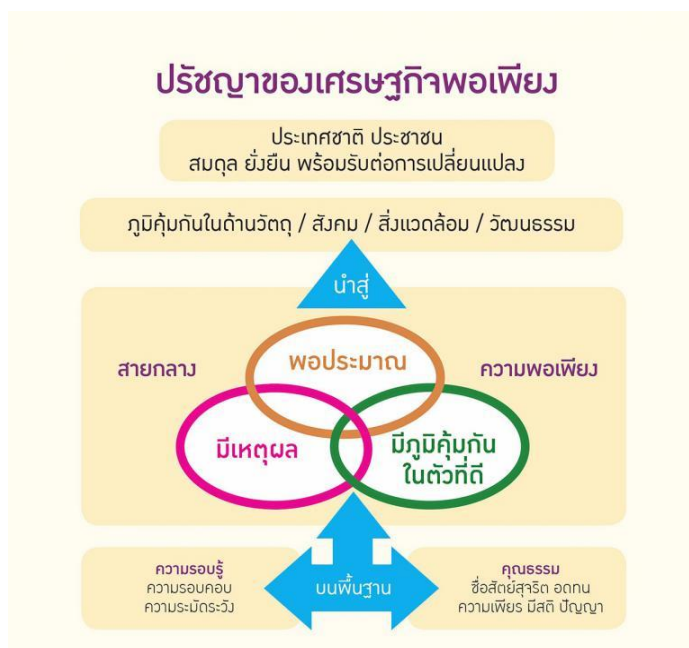 ปรัชญาของเศรษฐกิจพอเพียง
ประเทศชาติ ประชาชน
สมดุล ยั่งยืน พร้อมรับต่อการเปลี่ยนแปลง
ภูมิคุ้มกันในด้านวัตถุ / สังคม / สิ่งแวดล้อม / วัฒนธรรม
นำสู่
พอประมาณ
สายกลาง
ความพอเพียง
มีเหตุผล
มีภูมิคุ้มกัน
ในตัวที่ดี
ความรอบรู้
ความรอบคอบ
ความระมัดระวัง
บนพื้นฐาน
คุณธรรม
ซื่อสัตย์สุจริต อดทน
ความเพียร มีสติ ปัญญา